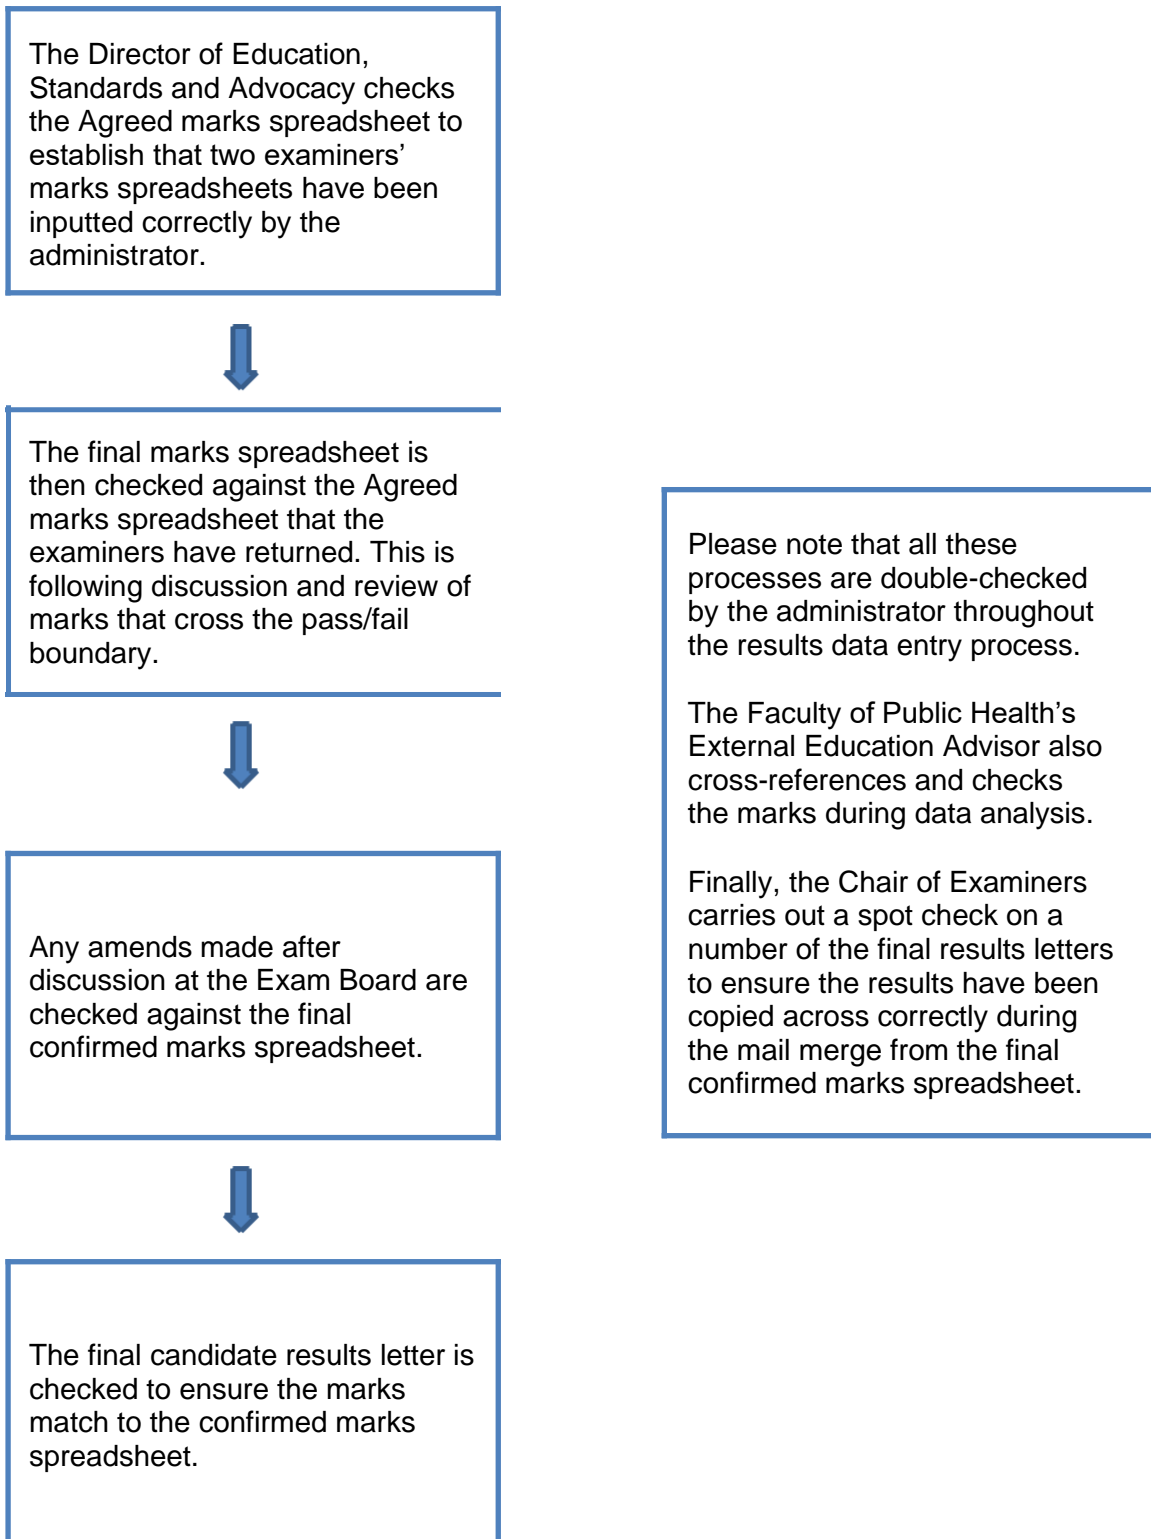 The Director of Education,
Standards and Advocacy checks
the Agreed marks spreadsheet to
establish that two examiners’
marks spreadsheets have been
inputted correctly by the
administrator.
The final marks spreadsheet is
then checked against the Agreed
marks spreadsheet that the
examiners have returned. This is
following discussion and review of
marks that cross the pass/fail
boundary.
Any amends made after
discussion at the Exam Board are
checked against the final
confirmed marks spreadsheet.
The final candidate results letter is
checked to ensure the marks
match to the confirmed marks
spreadsheet.
Please note that all these
processes are double-checked
by the administrator throughout
the results data entry process.
The Faculty of Public Health’s
External Education Advisor also
cross-references and checks
the marks during data analysis.
Finally, the Chair of Examiners
carries out a spot check on a
number of the final results letters
to ensure the results have been
copied across correctly during
the mail merge from the final
confirmed marks spreadsheet.